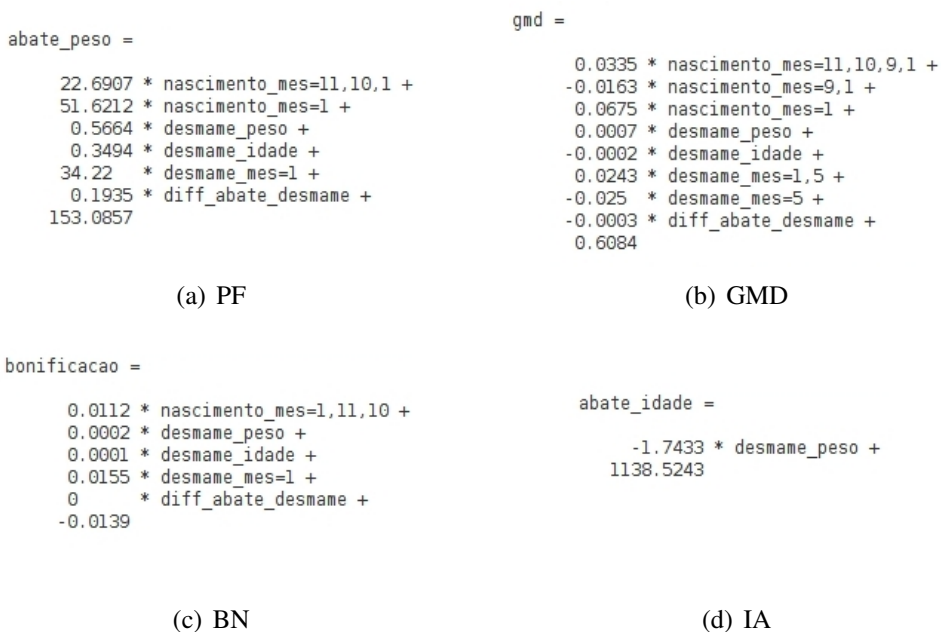 abate_peso =
22.6907 * nascimento_mes=11,10,1 +
51.6212 * nascimento_mes=1 +
0.5664 * desmame_peso +
0.3494 * desmame_idade +
34.22 * desmame_mes=1 +
0.1935 * diff_abate_desmame +
153.0857
(a) PF
gmd =
0.0335 * nascimento_mes=11,10,9,1 +
-0.0163 * nascimento_mes=9,1 +
0.0675 * nascimento_mes=1 +
0.0007 * desmame_peso +
-0.0002 * desmame_idade +
0.0243 * desmame_mes=1,5 +
-0.025 * desmame_mes=5 +
-0.0003 * diff_abate_desmame +
0.6084
(b) GMD
bonificacao =
0.0112 * nascimento_mes=1,11,10 +
0.0002 * desmame_peso +
0.0001 * desmame_idade +
0.0155 * desmame_mes=1 +
0 * diff_abate_desmame +
-0.0139
(c) BN
abate_idade =
-1.7433 * desmame_peso +
1138.5243
(d) IA